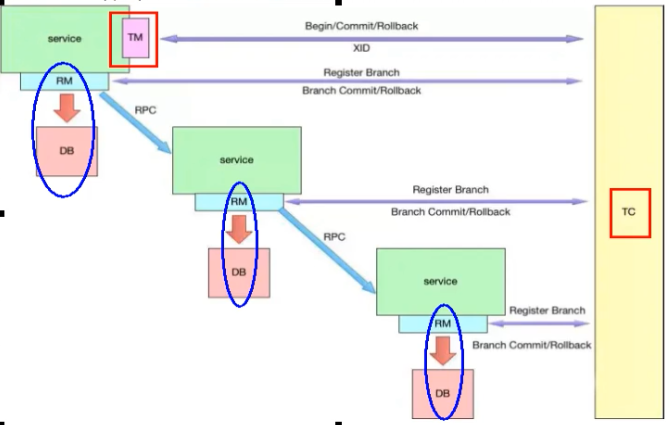 service
TM
Begin/Commit/Rollback
XID
RM
Register Branch
Branch Commit/Rollback
RPC
DB
service
RM
Register Branch
Branch Commit/Rollback
TC
RPC
DB
service
RM
Register Branch
Branch Commit/Rollback
DB